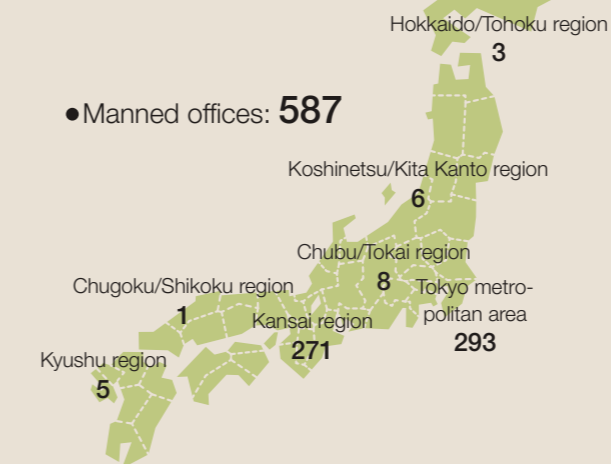 Hokkaido/Tohoku region
3
●Manned offices: 587
Koshinetsu/Kita Kanto region
6
Chubu/Tokai region
8
Chugoku/Shikoku region
1
Tokyo metro-
politan area
293
Kansai region
271
Kyushu region
5